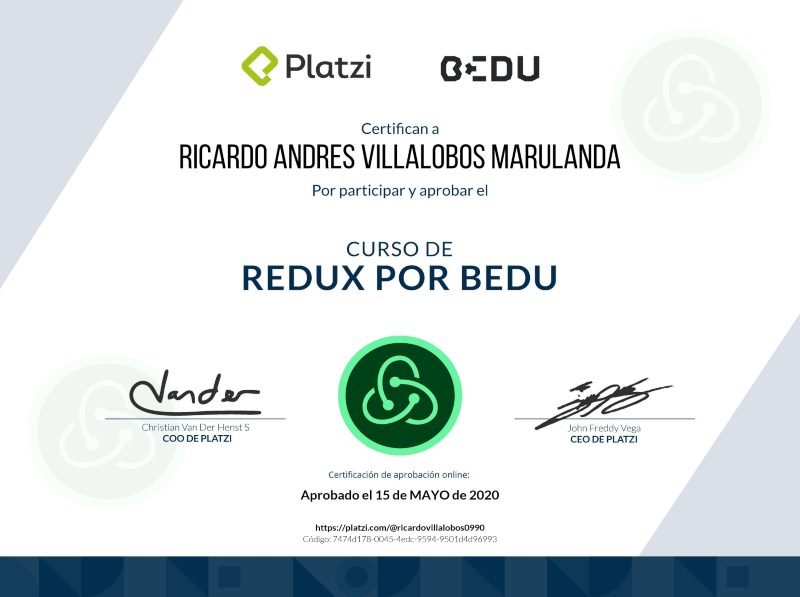 Platzi BEDU
Certifican a
RICARDO ANDRES VILLALOBOS MARULANDA
Por participar y aprobar el
CURSO DE
REDUX POR BEDU
Vander
Christian Van Der Henst S
COO DE PLATZI
John Freddy Vega
CEO DE PLATZI
Certificación de aprobación online:
Aprobado el 15 de MAYO de 2020
https://platzi.com/@ricardovillalobos0990
Código: 7474d178-0045-4edc-9594-9501d4d96993